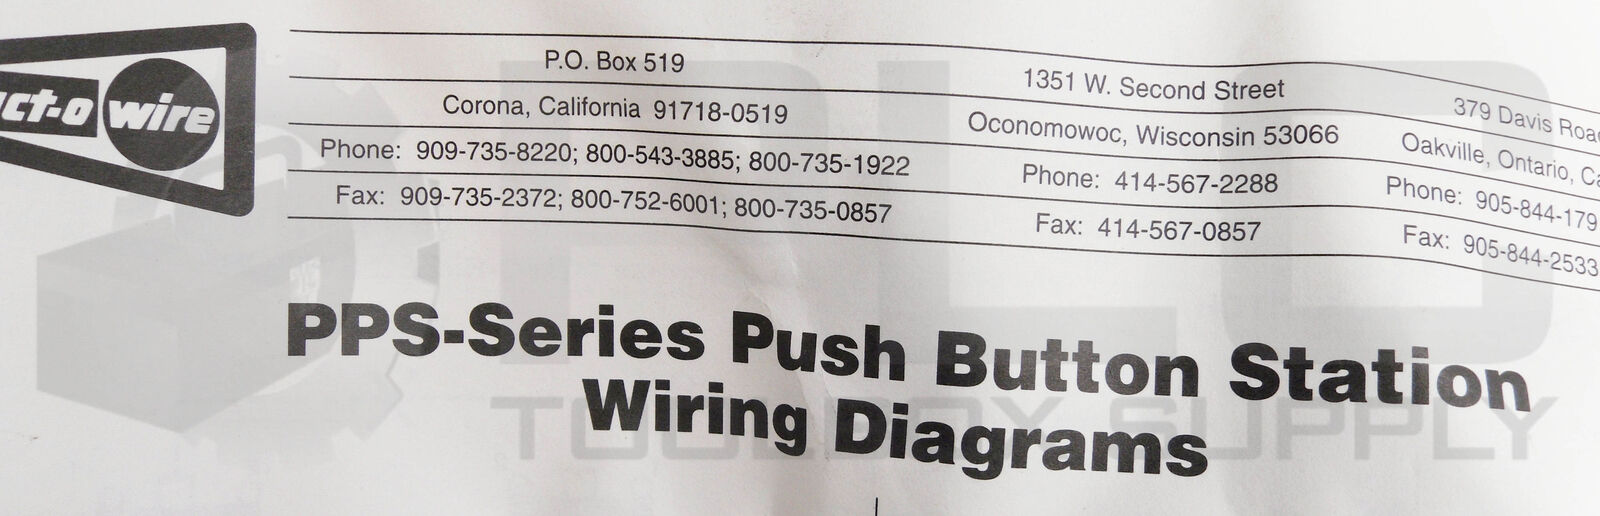 ct-o wire
P.O. Box 519
Corona, California 91718-0519
Phone: 909-735-8220; 800-543-3885; 800-735-1922
Fax: 909-735-2372; 800-752-6001; 800-735-0857
1351 W. Second Street
Oconomowoc, Wisconsin 53066
Phone: 414-567-2288
Fax: 414-567-0857
379 Davis Roa
Oakville, Ontario, Ca
Phone: 905-844-179
Fax: 905-844-2533
PPS-Series Push Button Station
Wiring Diagrams
SUPPLY